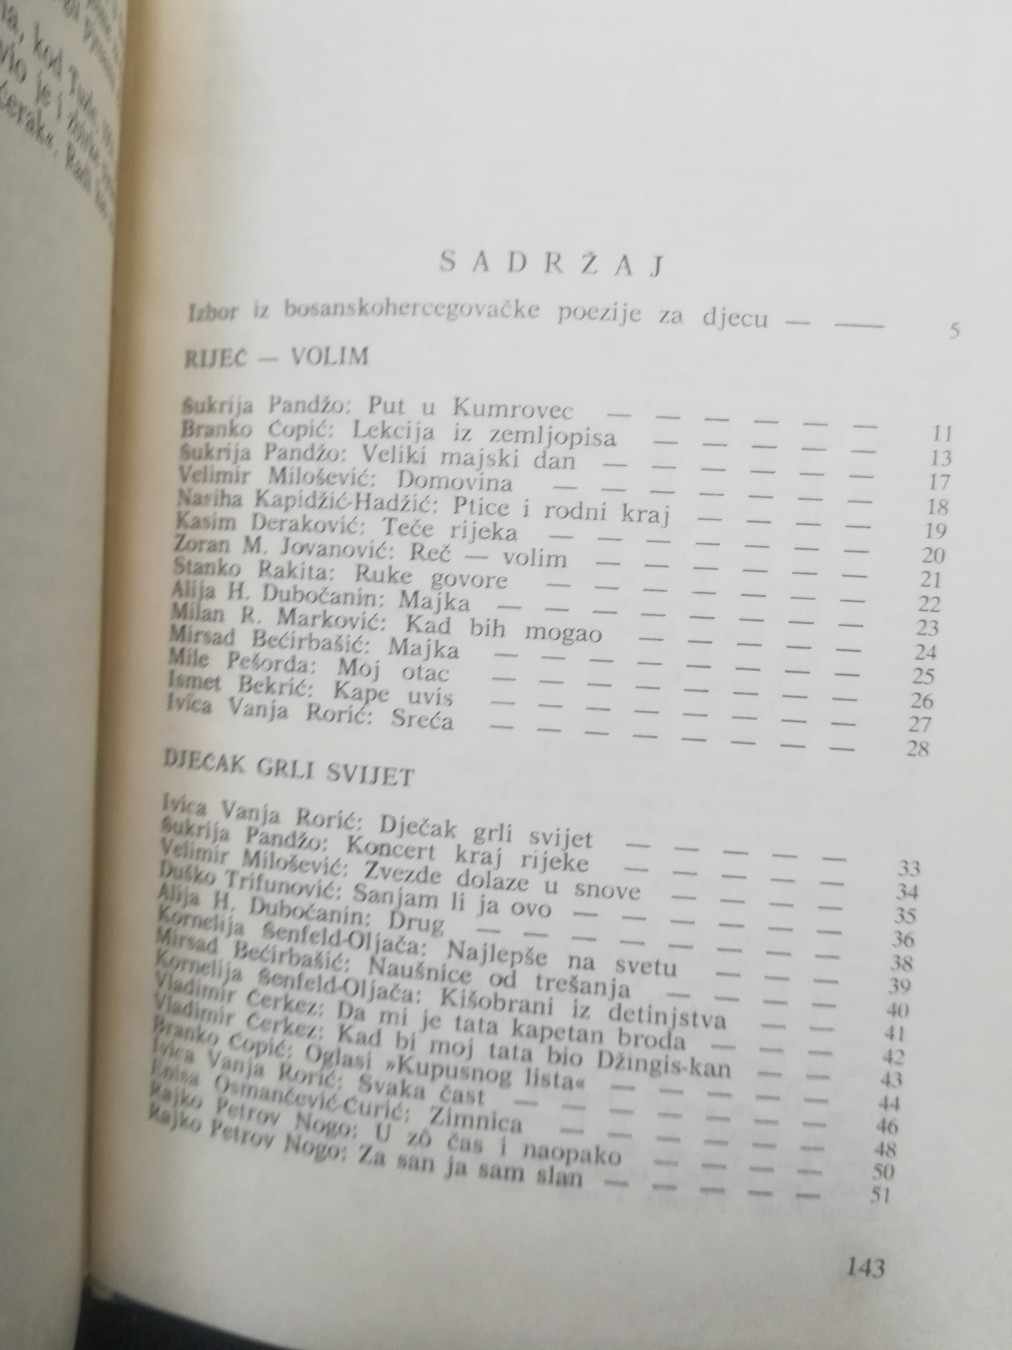 kod Tuzle,
je i
SADRŽAJ
Izbor iz bosanskohercegovačke poezije za djecu — — 5
RIJEČ — VOLIM
Šukrija Pandžo: Put u Kumrovec — — — — — — 11
Branko Ćopić: Lekcija iz zemljopisa — — — — — 13
Šukrija Pandžo: Veliki majski dan — — — — — — 17
Velimir Milošević: Domovina — — — — — — — 18
Nasiha Kapidžić-Hadžić: Ptice i rodni kraj — — — — 19
Kasim Deraković: Teče rijeka — — — — — — — 20
Zoran M. Jovanović: Reč — volim — — — — — — 21
Stanko Rakita: Ruke govore — — — — — — — 22
Alija H. Dubočanin: Majka — — — — — — — — 23
Milan R. Marković: Kad bih mogao — — — — — 24
Mirsad Bećirbašić: Majka — — — — — — — — 25
Mile Pešorda: Moj otac — — — — — — — — 26
Ismet Bekrić: Kape uvis — — — — — — — — 27
Ivica Vanja Rorić: Sreća — — — — — — — — 28
DJEČAK GRLI SVIJET
Ivica Vanja Rorić: Dječak grli svijet — — — — — 33
Šukrija Pandžo: Koncert kraj rijeke — — — — — 34
Velimir Milošević: Zvezde dolaze u snove — — — — 35
Duško Trifunović: Sanjam li ja ovo — — — — — — 36
Alija H. Dubočanin: Drug — — — — — — — — 38
Kornelija Šenfeld-Oljača: Najlepše na svetu — — — 39
Mirsad Bećirbašić: Naušnice od trešanja — — — — 40
Kornelija Šenfeld-Oljača: Kišobrani iz detinjstva — — 41
Vladimir Čerkez: Da mi je tata kapetan broda — — — 42
Vladimir Čerkez: Kad bi moj tata bio Džingis-kan — — 43
Branko Ćopić: Oglasi »Kupusnog lista« — — — — — 44
Ivica Vanja Rorić: Svaka čast — — — — — — — 46
Enisa Osmančević-Ćurić: Zimnica — — — — — — 48
Rajko Petrov Nogo: U zô čas i naopako — — — — 50
Rajko Petrov Nogo: Za san ja sam slan — — — — — 51
143